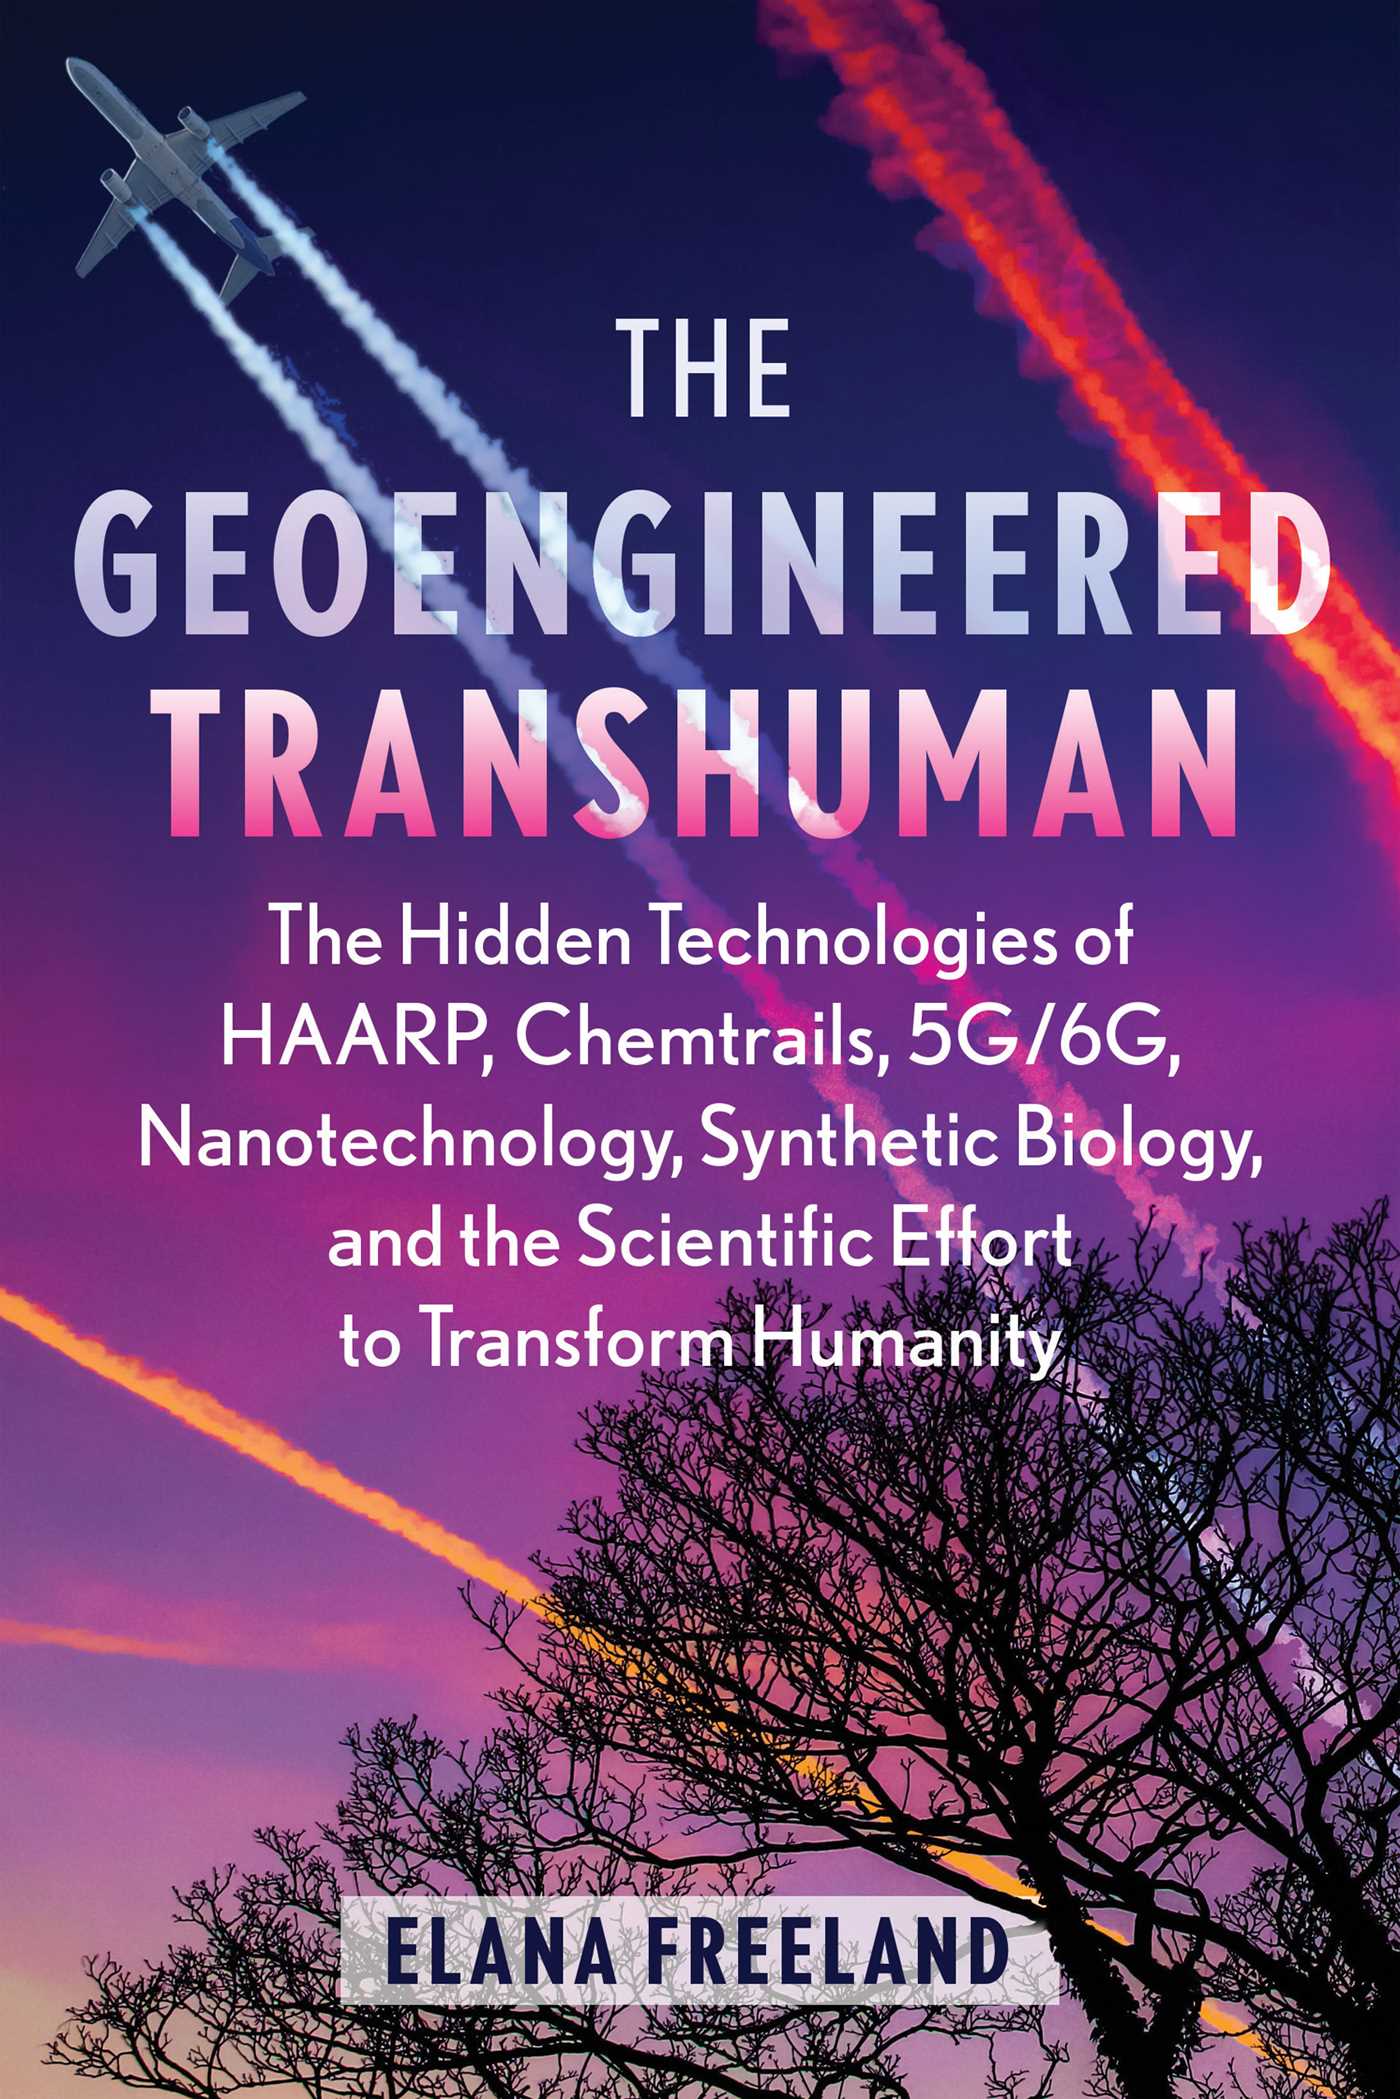 THE
GEOENGINEERED
TRANSHUMAN
The Hidden Technologies of
HAARP, Chemtrails, 5G/6G,
Nanotechnology, Synthetic Biology,
and the Scientific Effort
to Transform Humanity
ELANA FREELAND